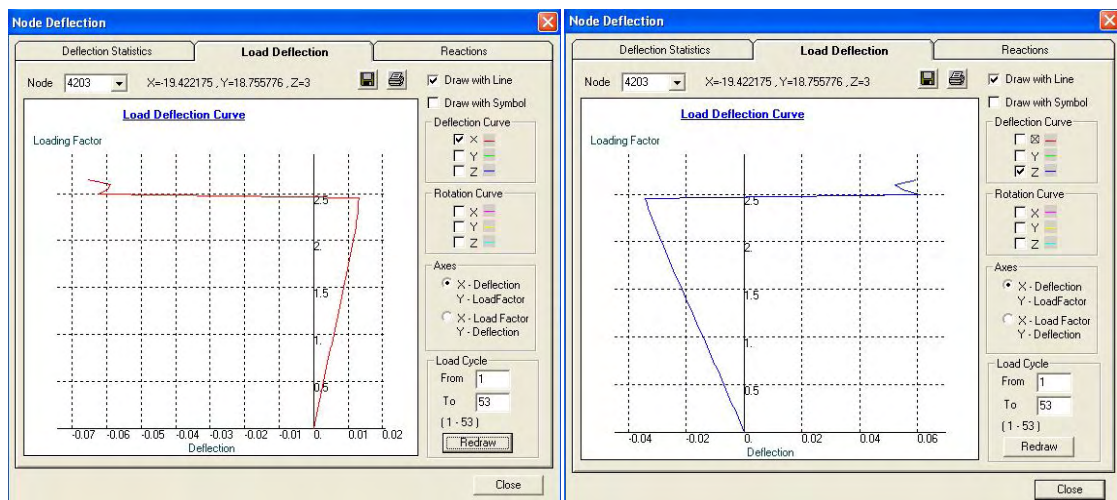 Node Deflection
Deflection Statistics
Load Deflection
Reactions
Node 4203 X=-19.422175 , Y=18.755776 , Z=3
Draw with Line
Draw with Symbol
Load Deflection Curve
Loading Factor
2.5
2.
1.5
1.
0.5
-0.07 -0.06 -0.05 -0.04 -0.03 -0.02 -0.01 0. 0.01 0.02
Deflection
Deflection Curve
X
Y
Z
Rotation Curve
X
Y
Z
Axes
X - Deflection
Y - LoadFactor
X - Load Factor
Y - Deflection
Load Cycle
From 1
To 53
( 1 - 53 )
Redraw
Close
Node Deflection
Deflection Statistics
Load Deflection
Reactions
Node 4203 X=-19.422175 , Y=18.755776 , Z=3
Draw with Line
Draw with Symbol
Load Deflection Curve
Loading Factor
2.5
2.
1.5
1.
0.5
-0.04 -0.02 0. 0.02 0.04 0.06
Deflection
Deflection Curve
X
Y
Z
Rotation Curve
X
Y
Z
Axes
X - Deflection
Y - LoadFactor
X - Load Factor
Y - Deflection
Load Cycle
From 1
To 53
( 1 - 53 )
Redraw
Close